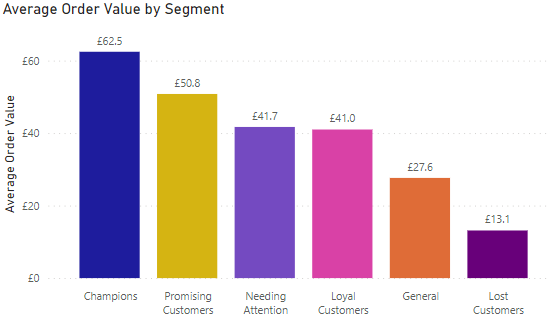 Average Order Value by Segment
£62.5
£60
£50.8
£41.7
£41.0
£40
£27.6
£20
£13.1
£0
Average Order Value
Champions
Promising
Customers
Needing
Attention
Loyal
Customers
General
Lost
Customers